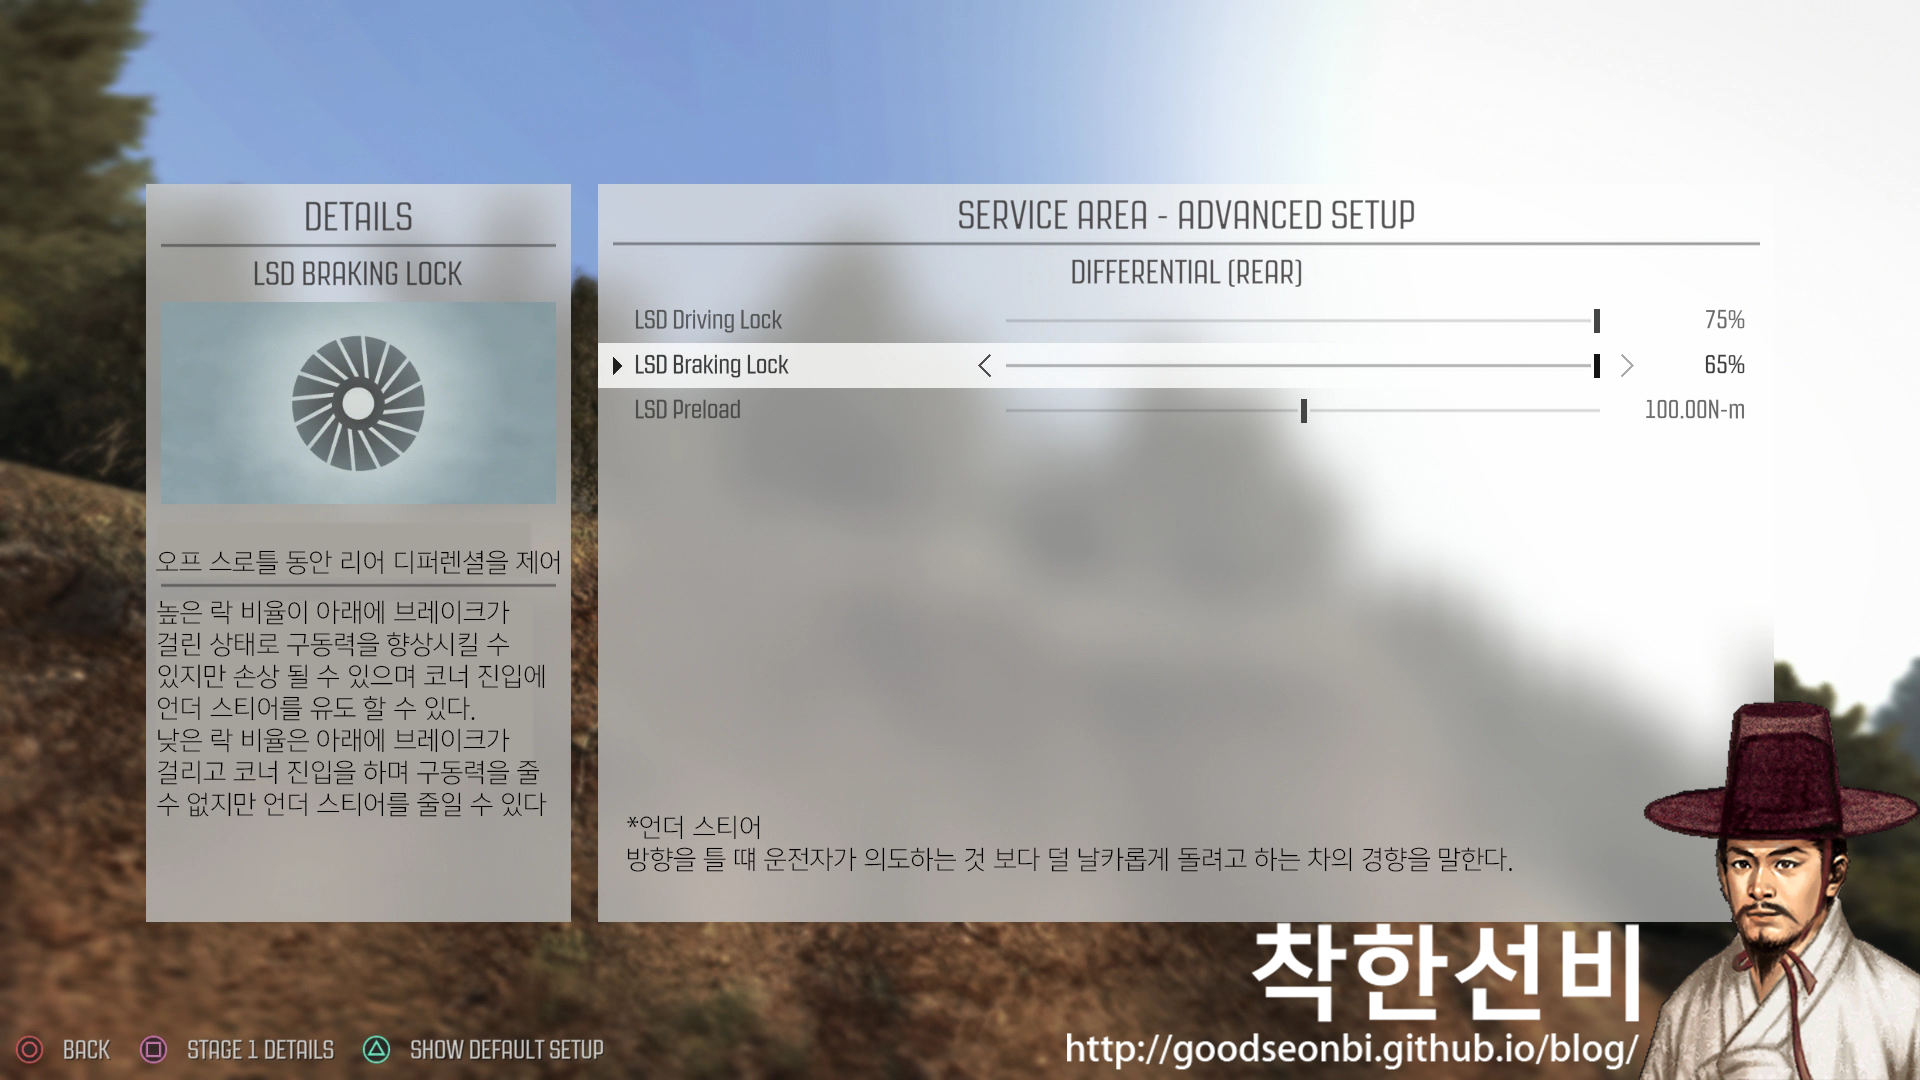 DETAILS
LSD BRAKING LOCK
오프 스로틀 동안 리어 디퍼렌셜을 제어
높은 락 비율이 아래에 브레이크가
걸린 상태로 구동력을 향상시킬 수
있지만 손상 될 수 있으며 코너 진입에
언더 스티어를 유도 할 수 있다.
낮은 락 비율은 아래에 브레이크가
걸리고 코너 진입을 하며 구동력을 줄
수 없지만 언더 스티어를 줄일 수 있다
SERVICE AREA - ADVANCED SETUP
DIFFERENTIAL (REAR)
LSD Driving Lock 75%
LSD Braking Lock 65%
LSD Preload 100.00N-m
*언더 스티어
방향을 틀 떄 운전자가 의도하는 것 보다 덜 날카롭게 돌려고 하는 차의 경향을 말한다.
착한선비
http://goodseonbi.github.io/blog/
BACK STAGE 1 DETAILS SHOW DEFAULT SETUP